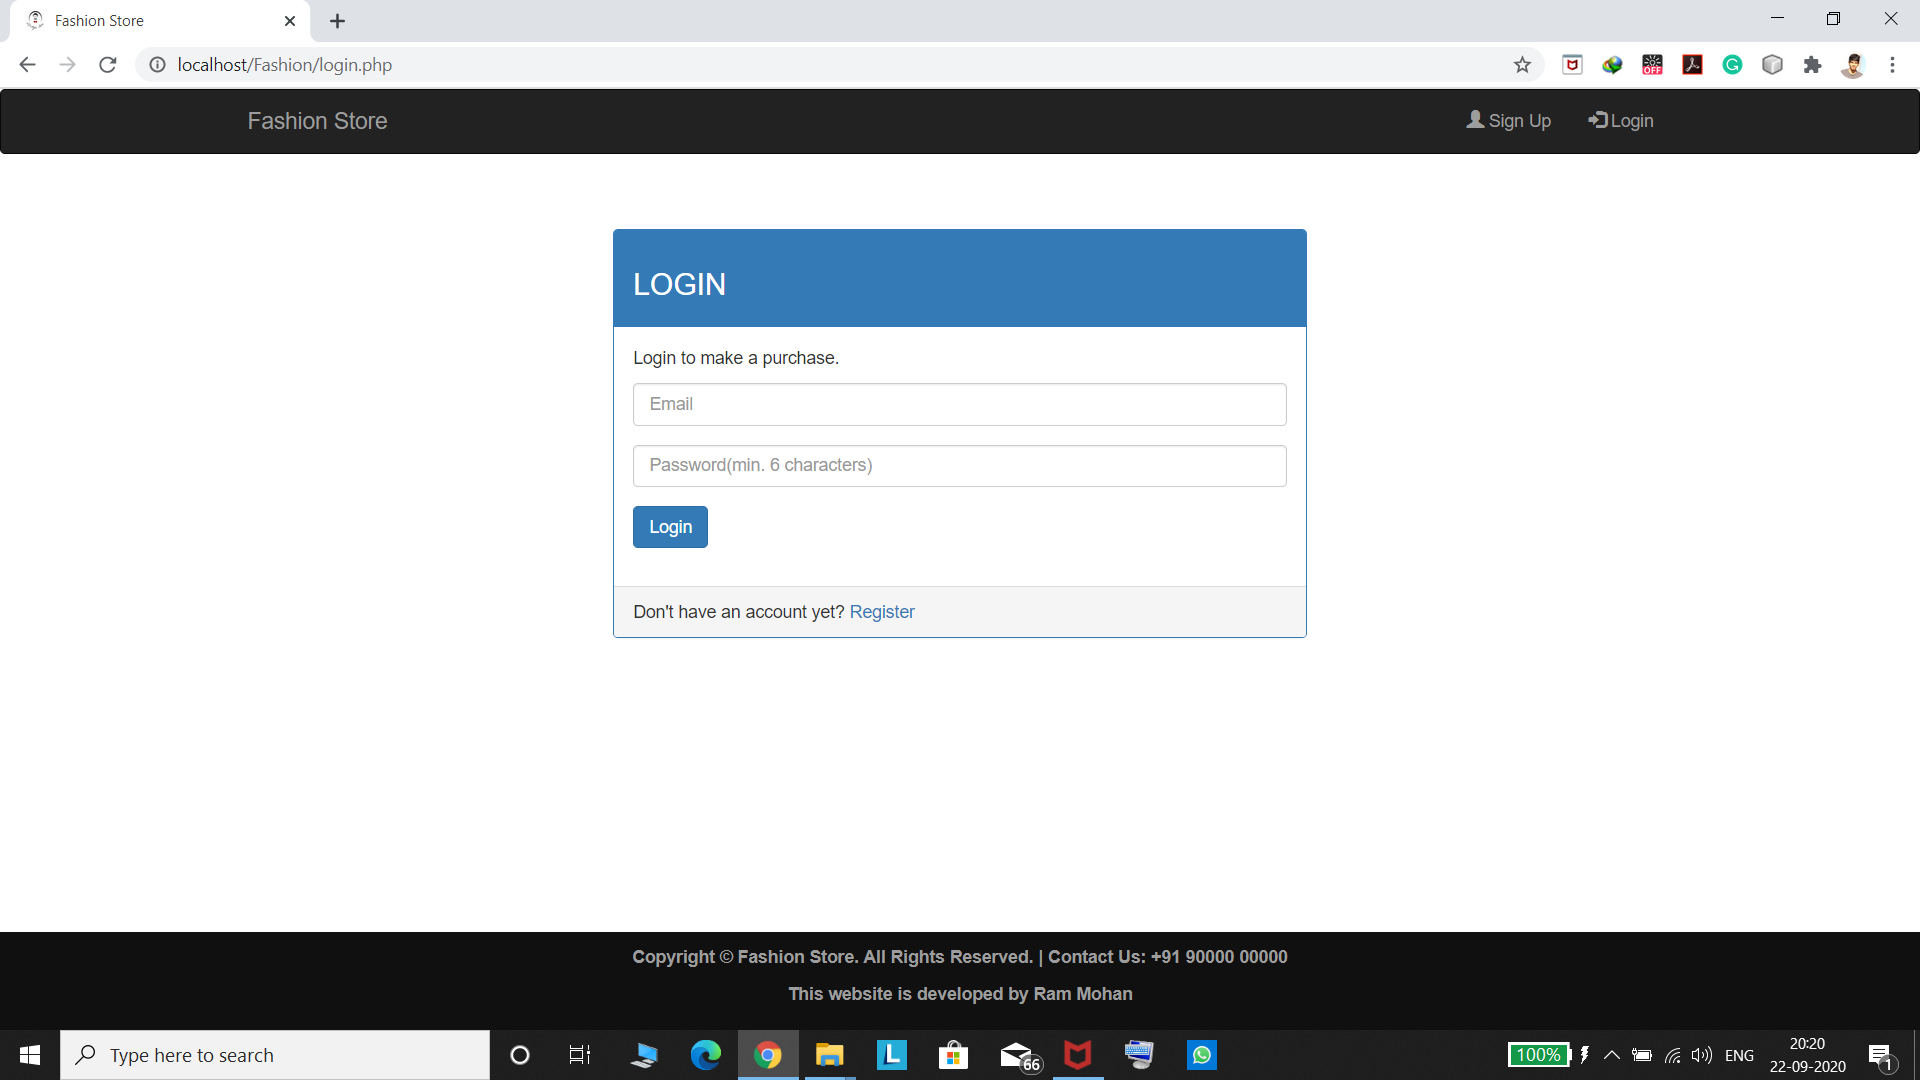 Fashion Store
localhost/Fashion/login.php
OFF
Fashion Store
Sign Up
Login
LOGIN
Login to make a purchase.
Email
Password(min. 6 characters)
Login
Don't have an account yet? Register
Copyright © Fashion Store. All Rights Reserved. | Contact Us: +91 90000 00000
This website is developed by Ram Mohan
Type here to search
L
66
100%
ENG
20:20
22-09-2020
1